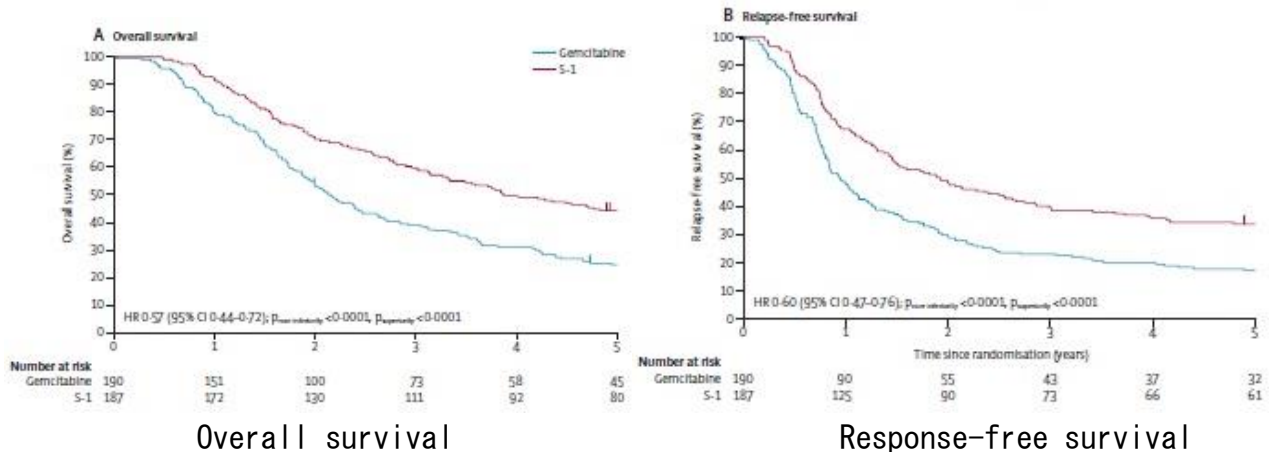 A Overall survival
Gemcitabine
S-1
Overall survival (%)
100
90
80
70
60
50
40
30
20
10
0
HR 0·57 (95% CI 0·44–0·72); pnon-inferiority <0·0001, psuperiority <0·0001
0 1 2 3 4 5
Number at risk
Gemcitabine 190 151 100 73 58 45
S-1 187 172 130 111 92 80
Overall survival
B Relapse-free survival
Relapse-free survival (%)
100
90
80
70
60
50
40
30
20
10
0
HR 0·60 (95% CI 0·47–0·76); pnon-inferiority <0·0001, psuperiority <0·0001
0 1 2 3 4 5
Time since randomisation (years)
Number at risk
Gemcitabine 190 90 55 43 37 32
S-1 187 125 90 73 66 61
Response-free survival